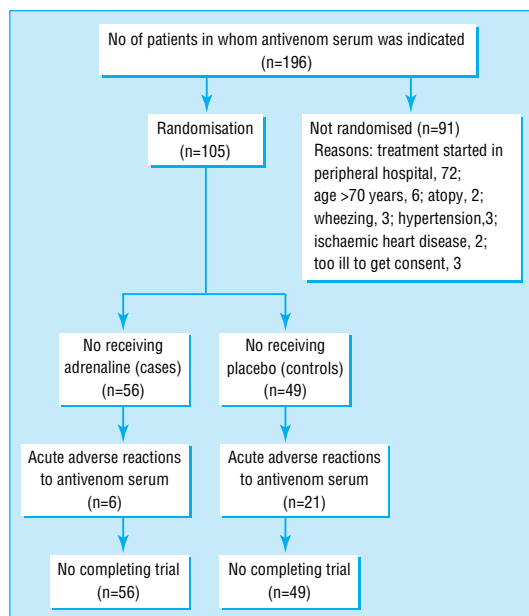 No of patients in whom antivenom serum was indicated
(n=196)
Randomisation
(n=105)
Not randomised (n=91)
Reasons: treatment started in
peripheral hospital, 72;
age >70 years, 6; atopy, 2;
wheezing, 3; hypertension,3;
ischaemic heart disease, 2;
too ill to get consent, 3
No receiving
adrenaline (cases)
(n=56)
No receiving
placebo (controls)
(n=49)
Acute adverse reactions
to antivenom serum
(n=6)
Acute adverse reactions
to antivenom serum
(n=21)
No completing trial
(n=56)
No completing trial
(n=49)